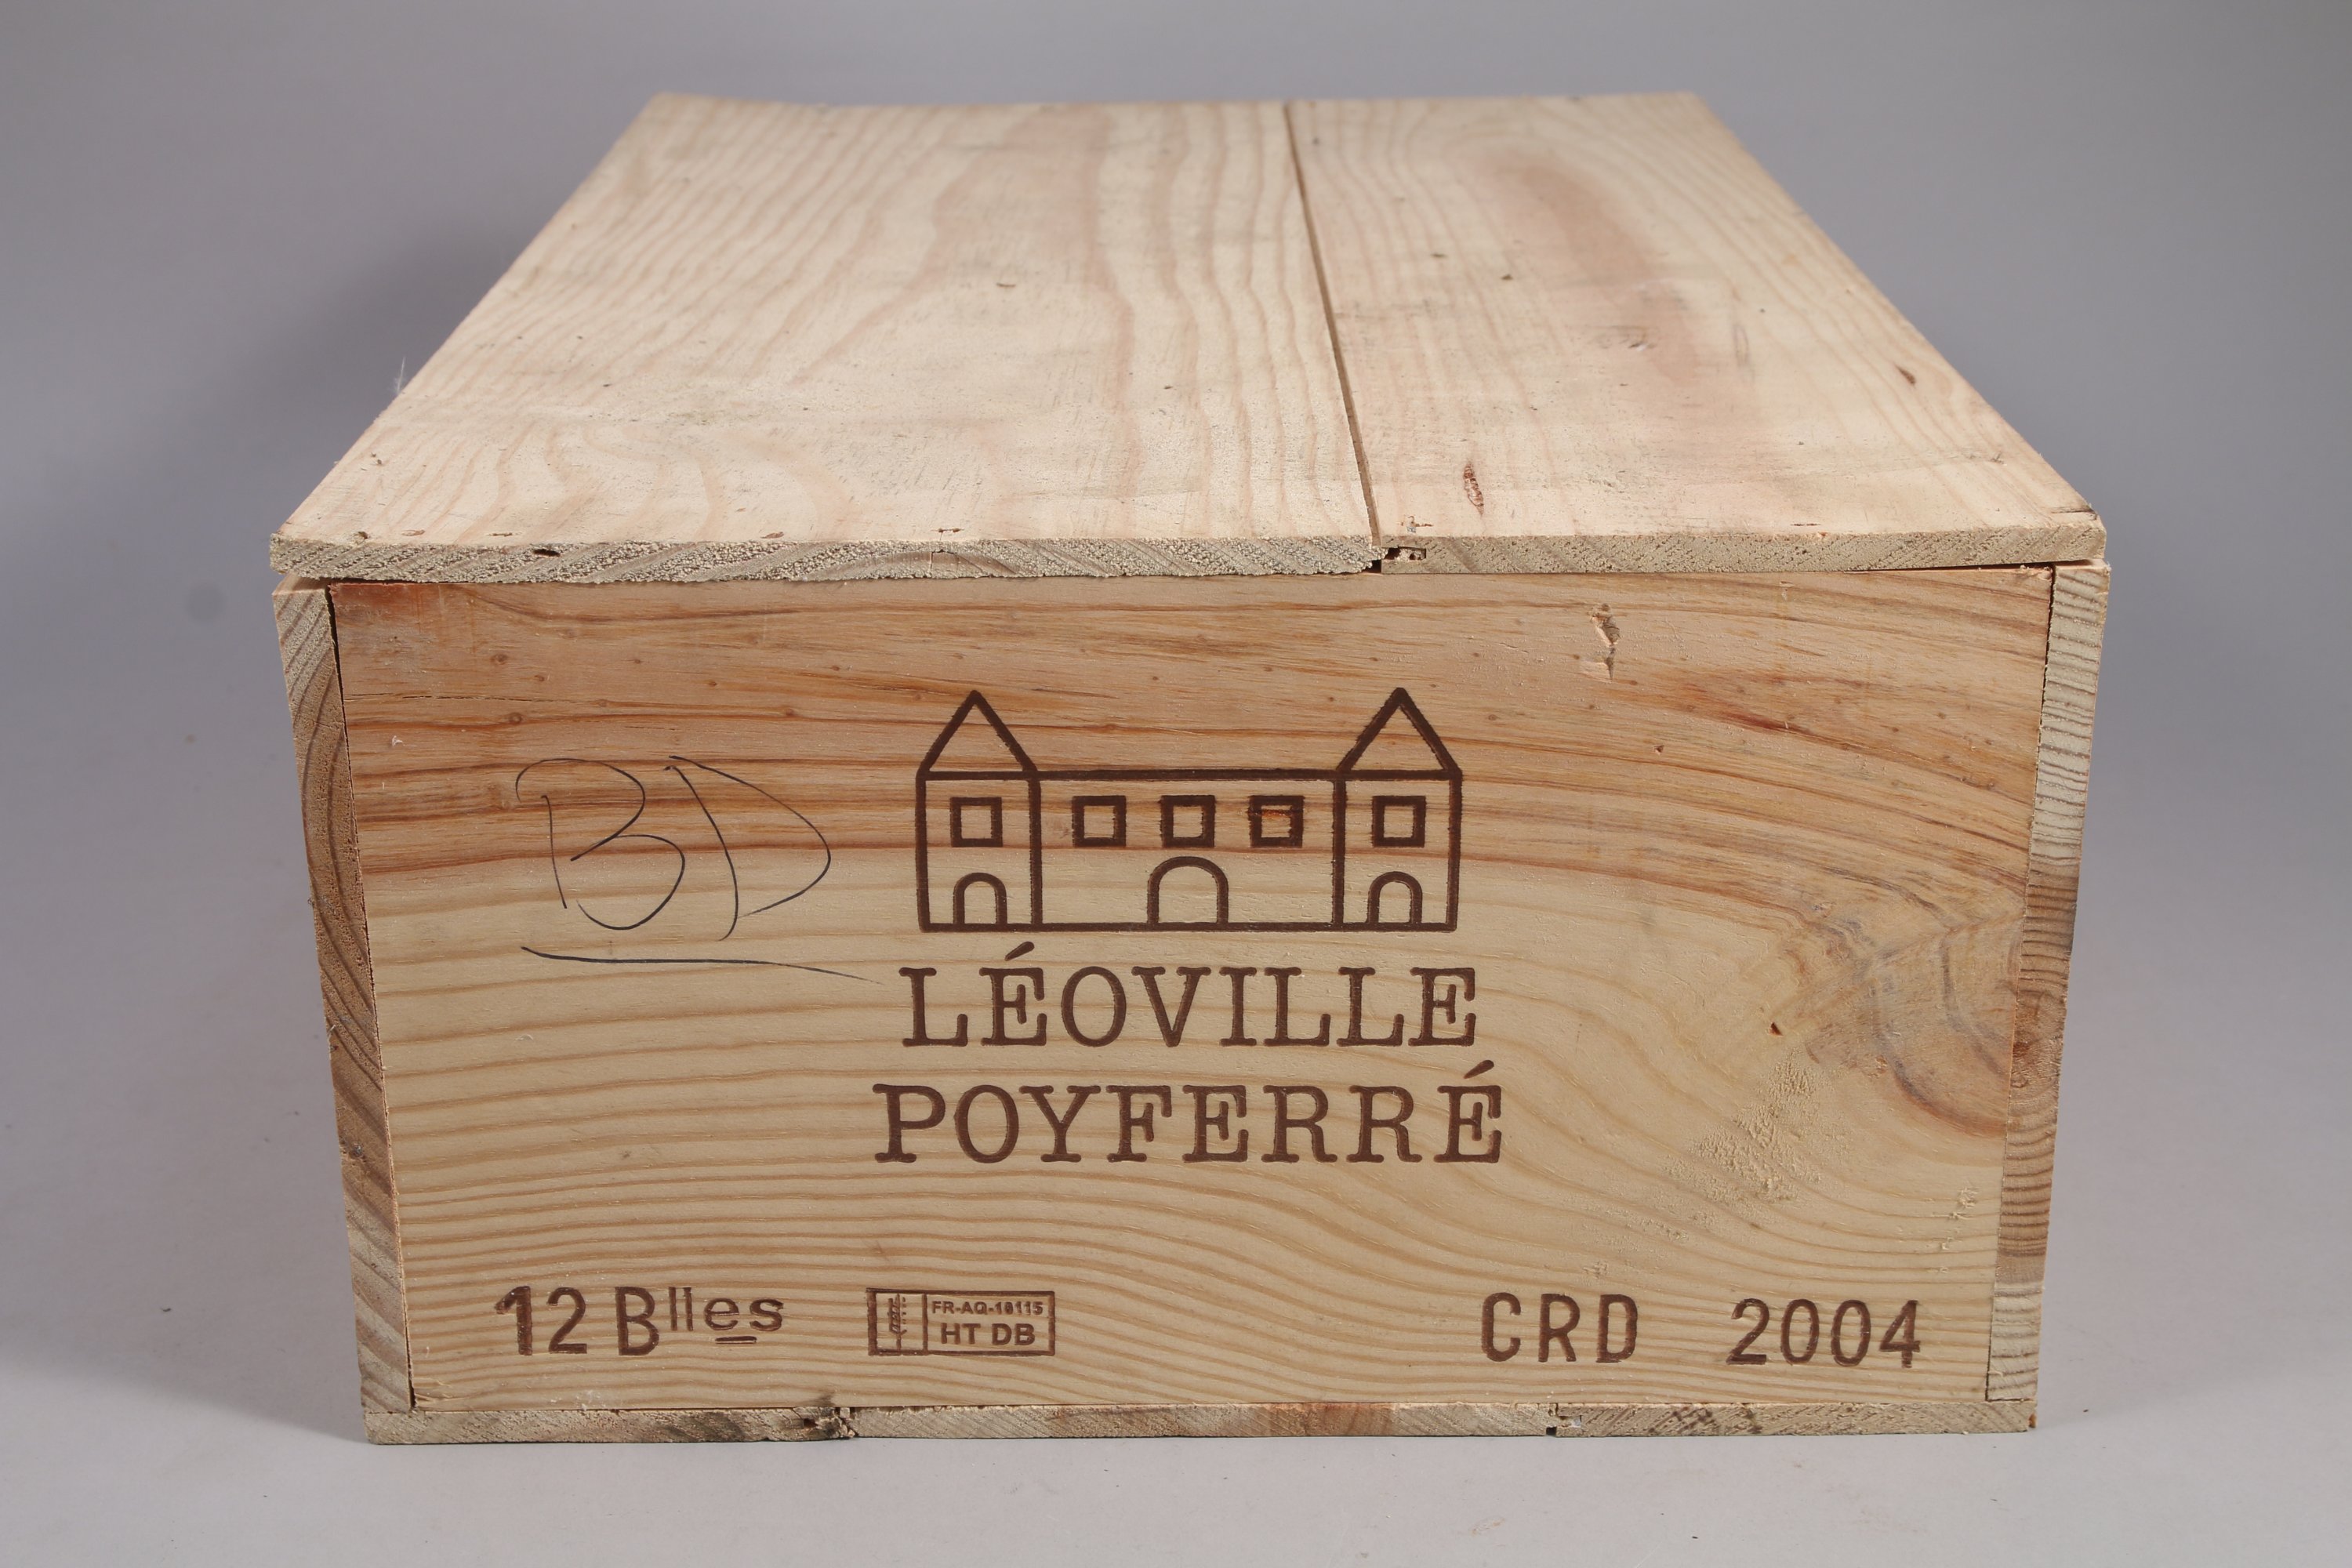 BD
LÉOVILLE
POYFERRÉ
12 Blles
FR-AQ-10115
HT DB
CRD 2004